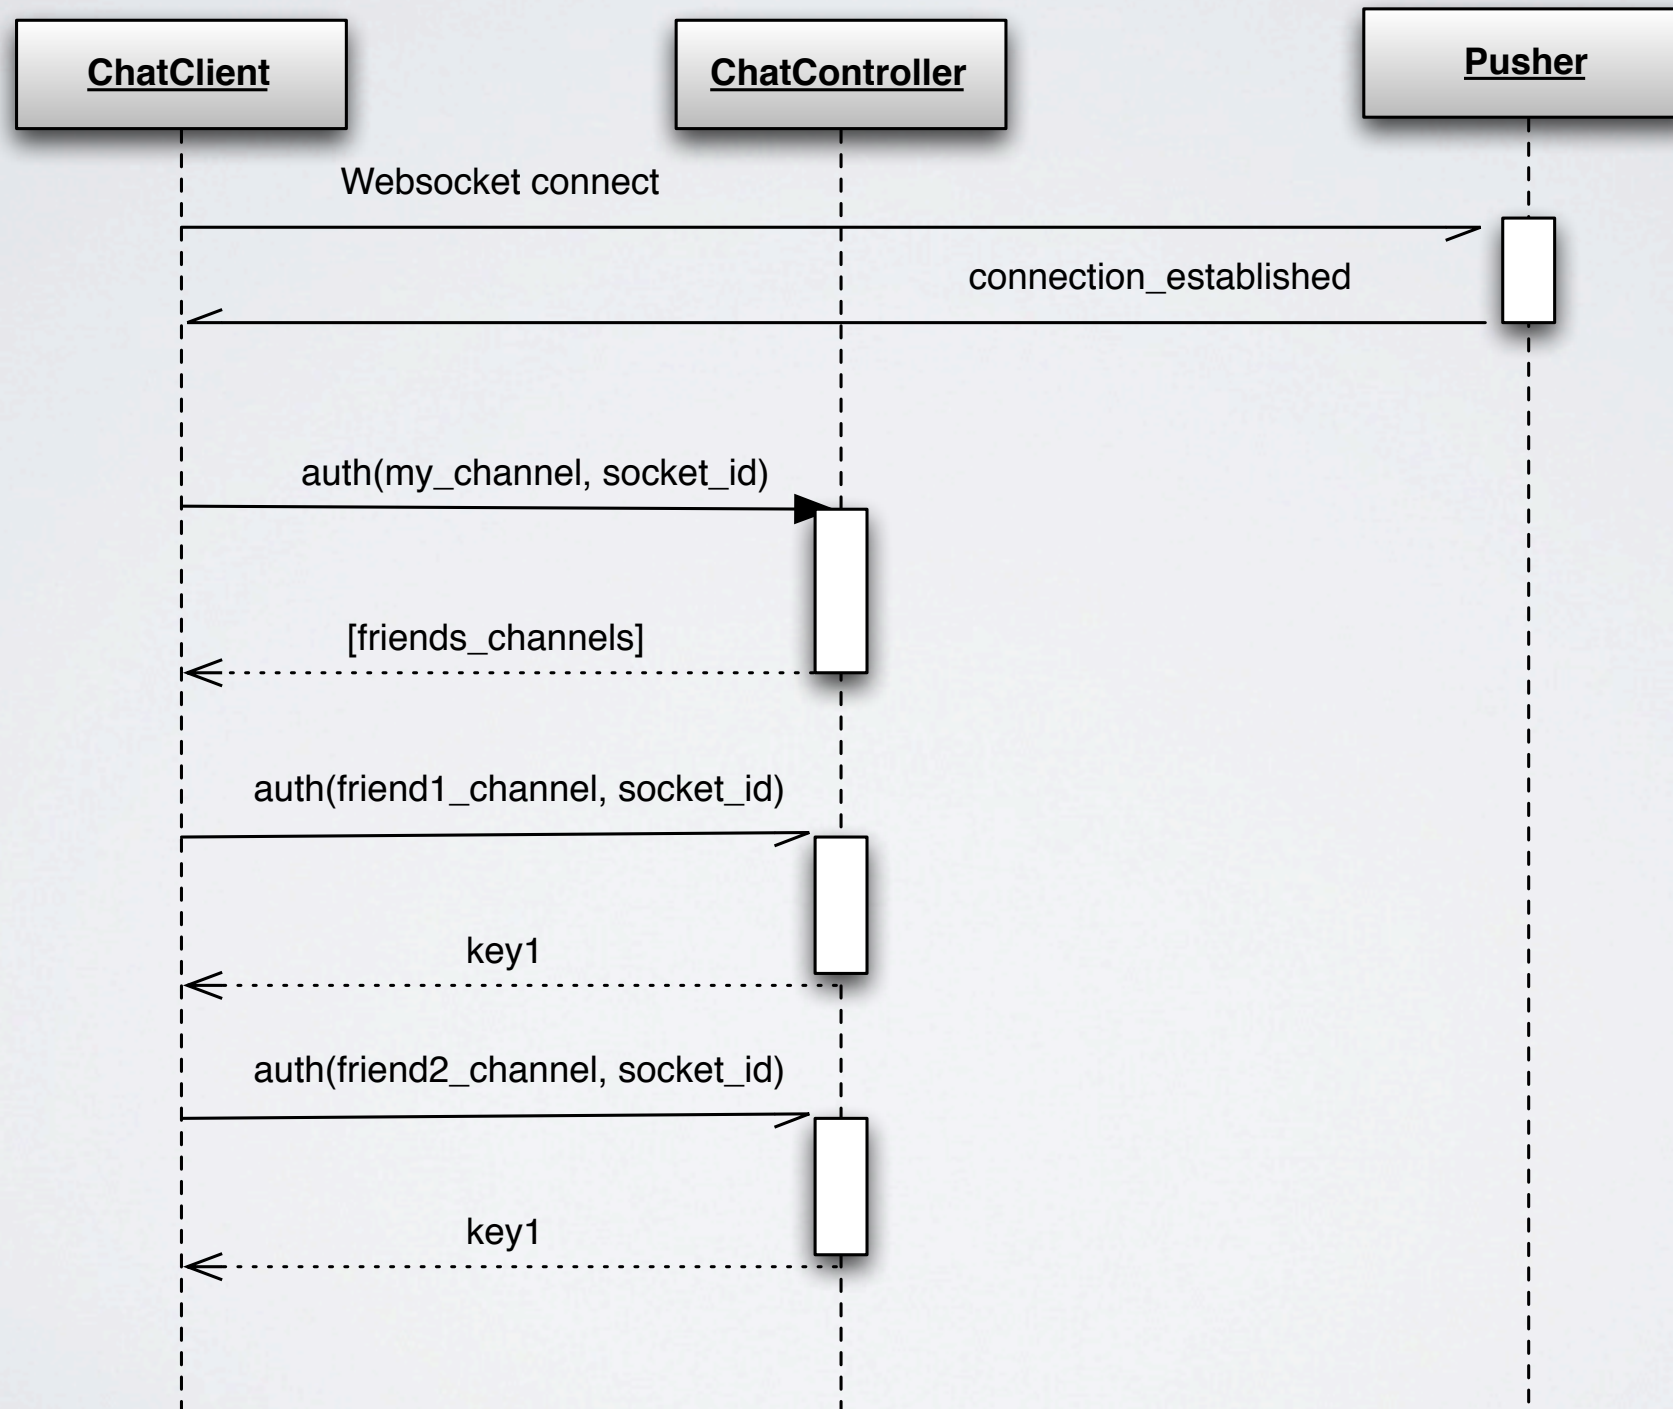 ChatClient
ChatController
Pusher
Websocket connect
connection_established
auth(my_channel, socket_id)
[friends_channels]
auth(friend1_channel, socket_id)
key1
auth(friend2_channel, socket_id)
key1